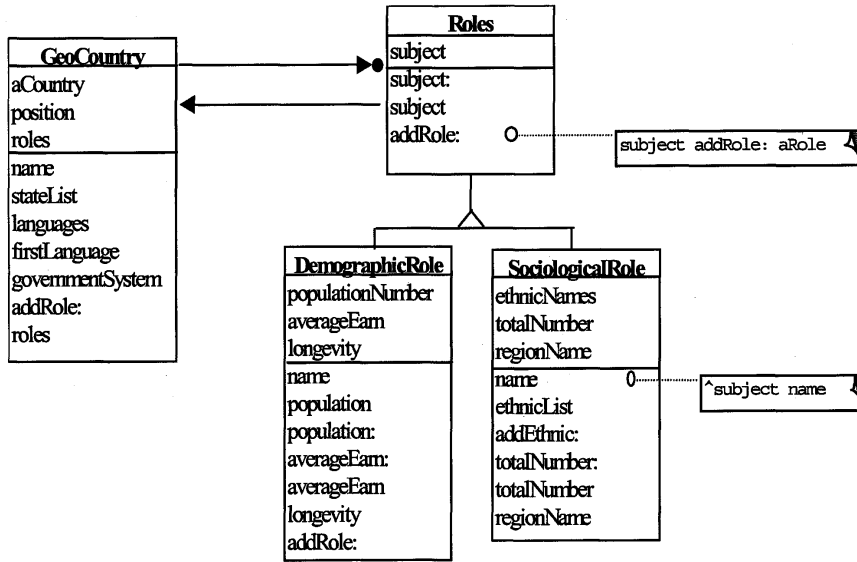 Roles
subject
subject:
subject
addRole:
GeoCountry
aCountry
position
roles
name
stateList
languages
firstLanguage
governmentSystem
addRole:
roles
subject addRole: aRole
DemographicRole
populationNumber
averageEarn
longevity
name
population
population:
averageEarn:
averageEarn
longevity
addRole:
SociologicalRole
ethnicNames
totalNumber
regionName
name
ethnicList
addEthnic:
totalNumber:
totalNumber
regionName
^subject name